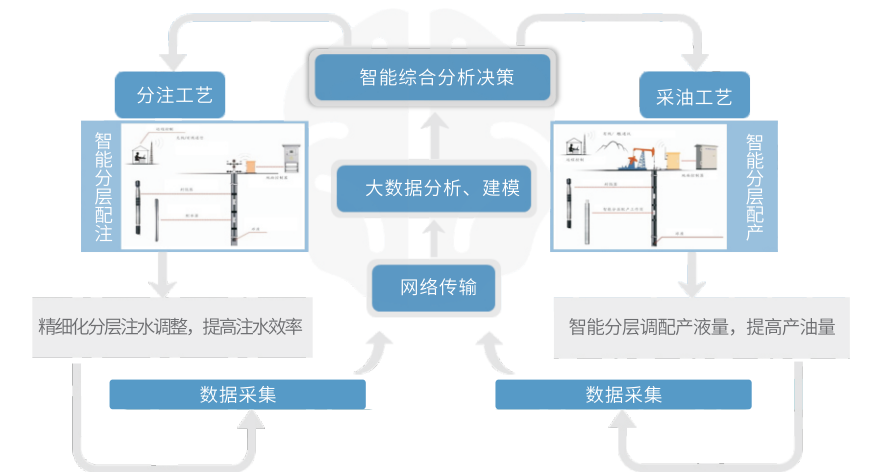 智能综合分析决策
分注工艺
采油工艺
智能分层配注
智能分层配产
大数据分析、建模
网络传输
精细化分层注水调整，提高注水效率
智能分层调配产液量，提高产油量
数据采集
数据采集